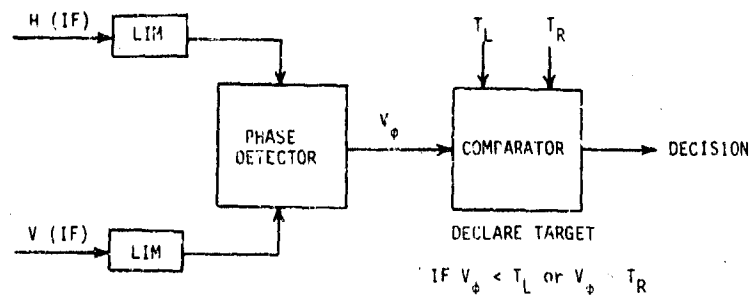 H (IF)
LIM
T_L
T_R
PHASE
DETECTOR
V_φ
COMPARATOR
DECISION
V (IF)
LIM
DECLARE TARGET
IF V_φ < T_L or V_φ T_R